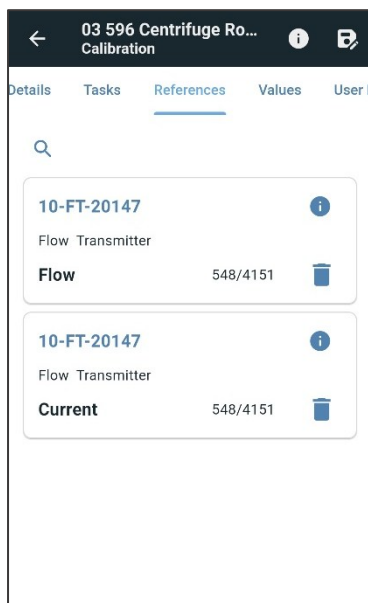 03 596 Centrifuge Ro...
Calibration
Details Tasks References Values User
10-FT-20147
Flow Transmitter
Flow 548/4151
10-FT-20147
Flow Transmitter
Current 548/4151